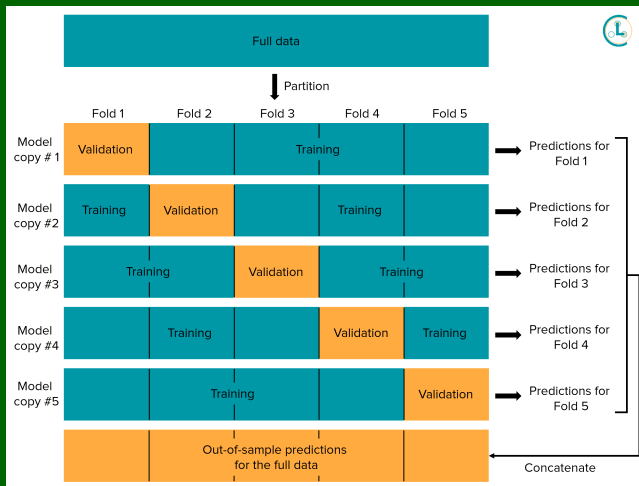 Full data
L
Partition
Fold 1 Fold 2 Fold 3 Fold 4 Fold 5
Model
copy # 1
Validation
Training
Predictions for
Fold 1
Model
copy #2
Training
Validation
Training
Predictions for
Fold 2
Model
copy #3
Training
Validation
Training
Predictions for
Fold 3
Model
copy #4
Training
Validation
Training
Predictions for
Fold 4
Model
copy #5
Training
Validation
Predictions for
Fold 5
Out-of-sample predictions
for the full data
Concatenate